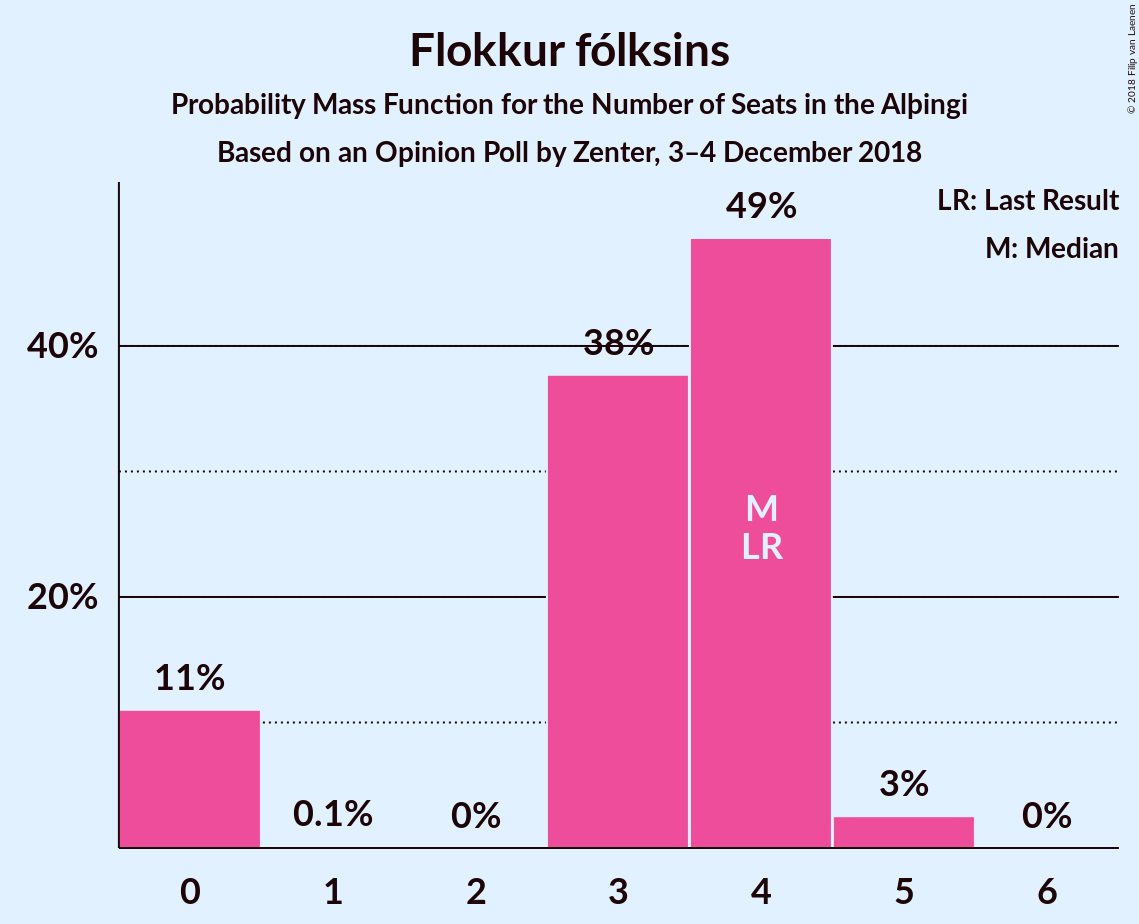 Flokkur fólksins
Probability Mass Function for the Number of Seats in the Alþingi
Based on an Opinion Poll by Zenter, 3–4 December 2018
© 2018 Filip van Laenen
LR: Last Result
M: Median
49%
40%
38%
M
LR
20%
11%
0.1%
0%
3%
0%
0 1 2 3 4 5 6